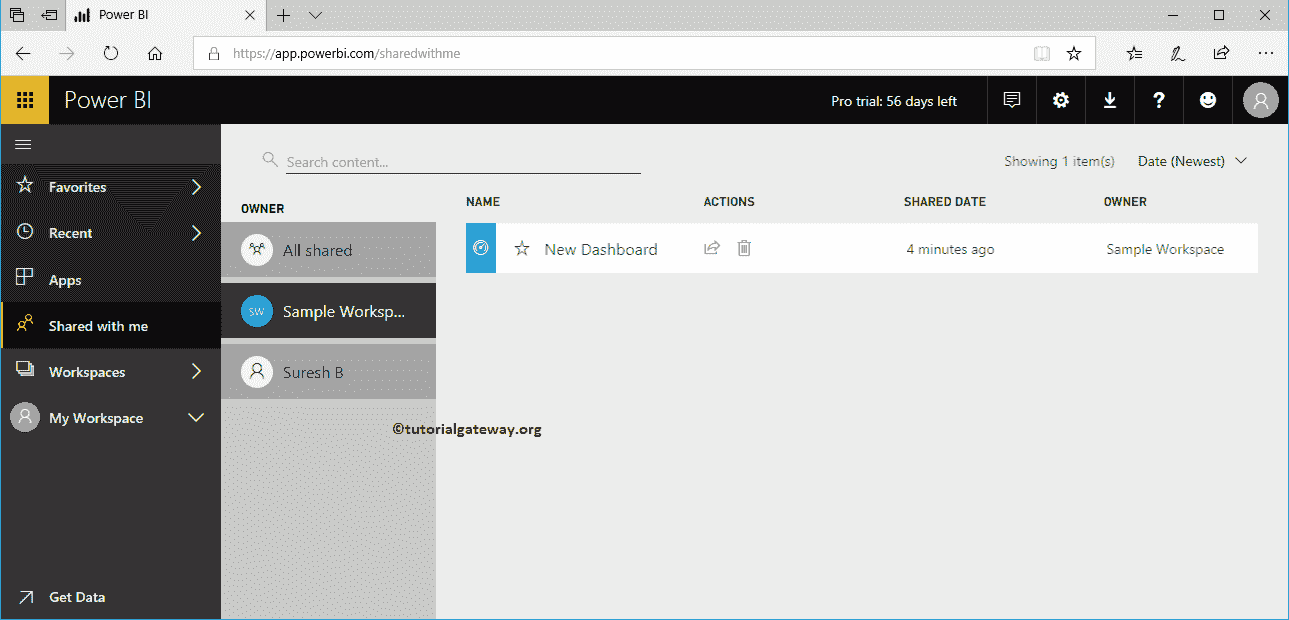 Power BI
https://app.powerbi.com/sharedwithme
Power BI
Pro trial: 56 days left
Search content...
Showing 1 item(s)
Date (Newest)
Favorites
Recent
Apps
Shared with me
Workspaces
My Workspace
Get Data
OWNER
All shared
SW
Sample Worksp...
Suresh B
NAME ACTIONS SHARED DATE OWNER
New Dashboard 4 minutes ago Sample Workspace
©tutorialgateway.org